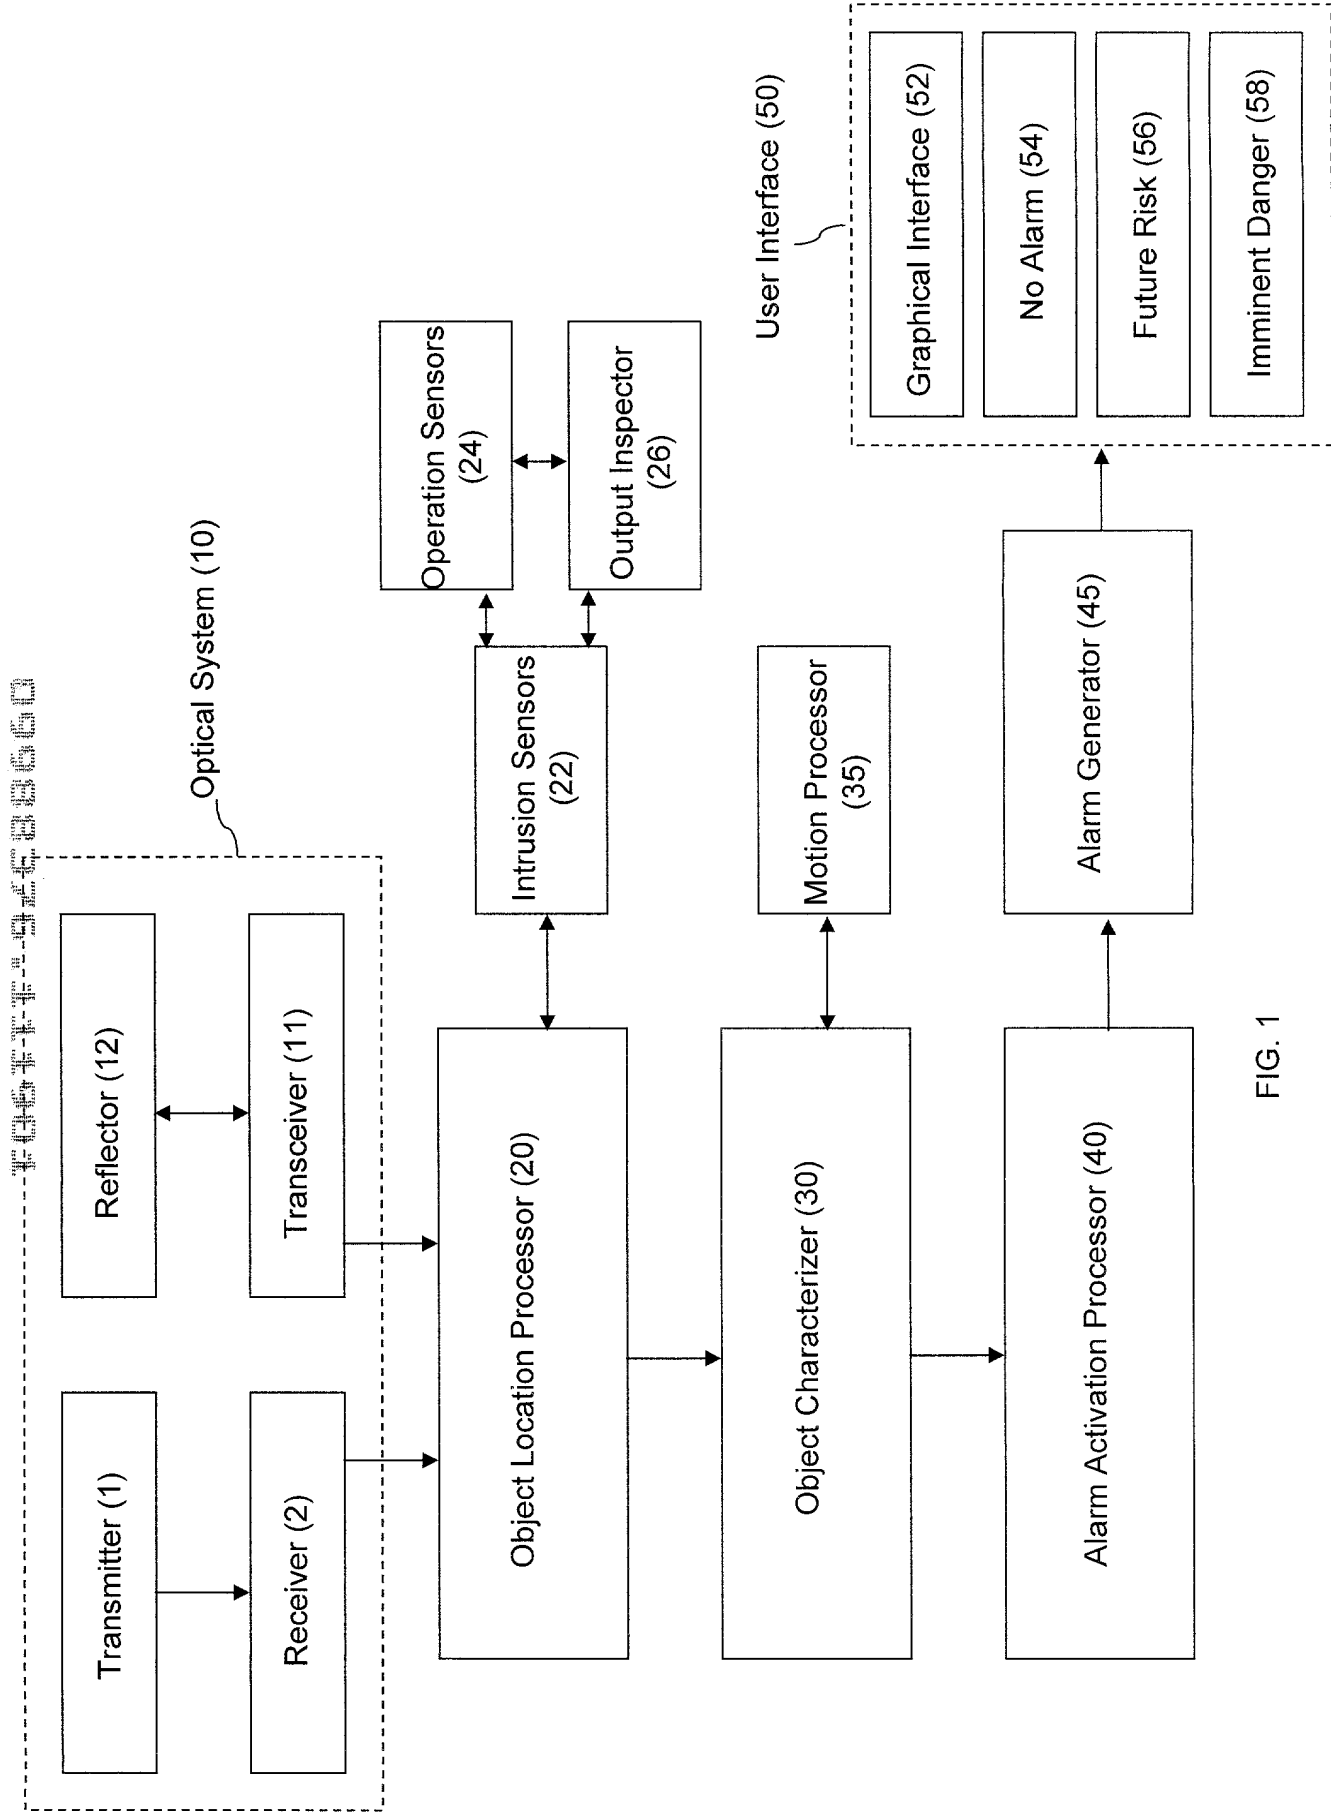 Optical System (10)
Transmitter (1)
Reflector (12)
Receiver (2)
Transceiver (11)
Object Location Processor (20)
Intrusion Sensors
(22)
Operation Sensors
(24)
Output Inspector
(26)
Object Characterizer (30)
Motion Processor
(35)
User Interface (50)
Graphical Interface (52)
No Alarm (54)
Future Risk (56)
Imminent Danger (58)
Alarm Activation Processor (40)
Alarm Generator (45)
FIG. 1